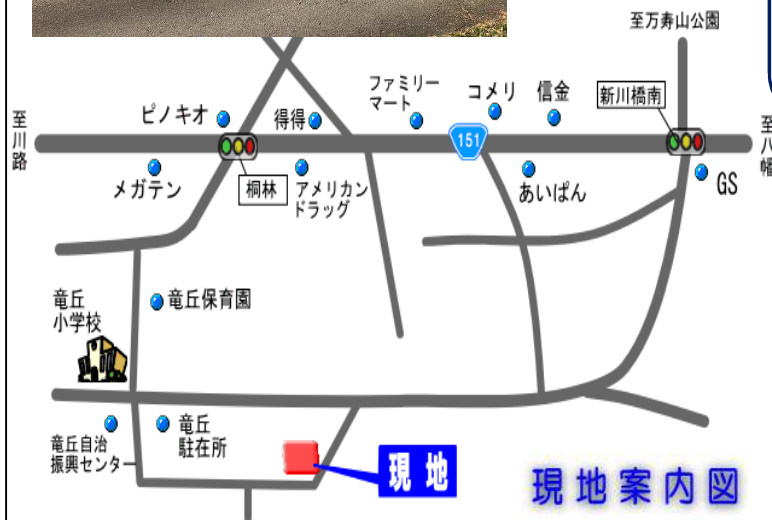 至万寿山公園
ファミリー
マート
コメリ
信金
新川橋南
ピノキオ
得得
至川路
151
至八幡
メガテン
桐林
アメリカン
ドラッグ
あいぱん
GS
竜丘
小学校
竜丘保育園
竜丘自治
振興センター
竜丘
駐在所
現地
現地案内図